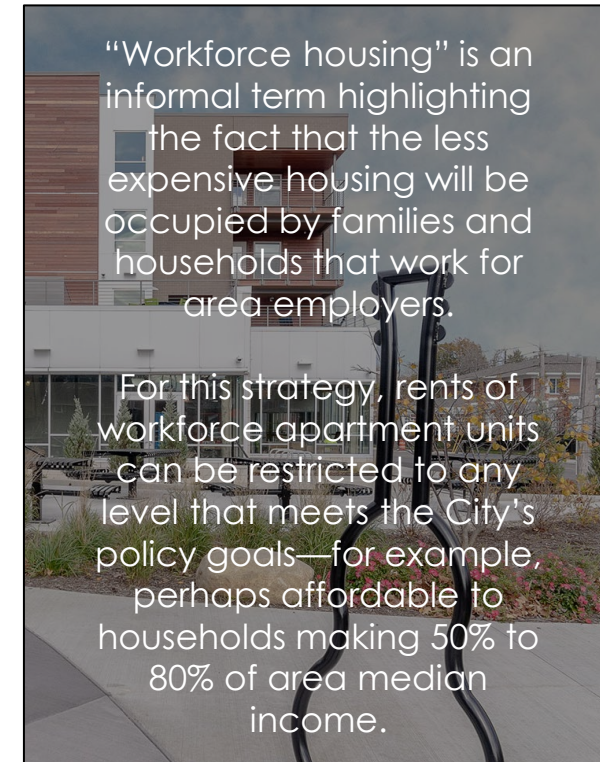 “Workforce housing” is an
informal term highlighting
the fact that the less
expensive housing will be
occupied by families and
households that work for
area employers.
For this strategy, rents of
workforce apartment units
can be restricted to any
level that meets the City’s
policy goals—for example,
perhaps affordable to
households making 50% to
80% of area median
income.